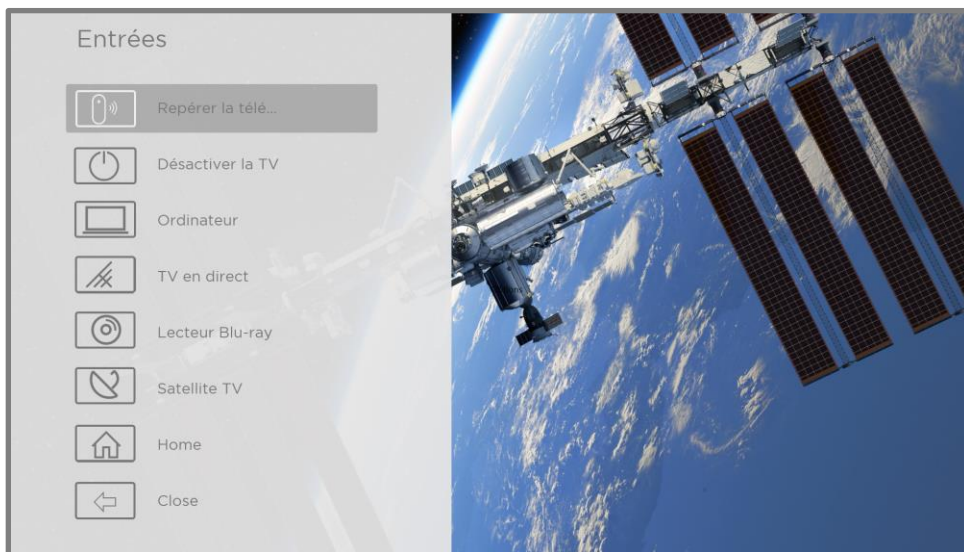 Entrées
Repérer la télé...
Désactiver la TV
Ordinateur
TV en direct
Lecteur Blu-ray
Satellite TV
Home
Close